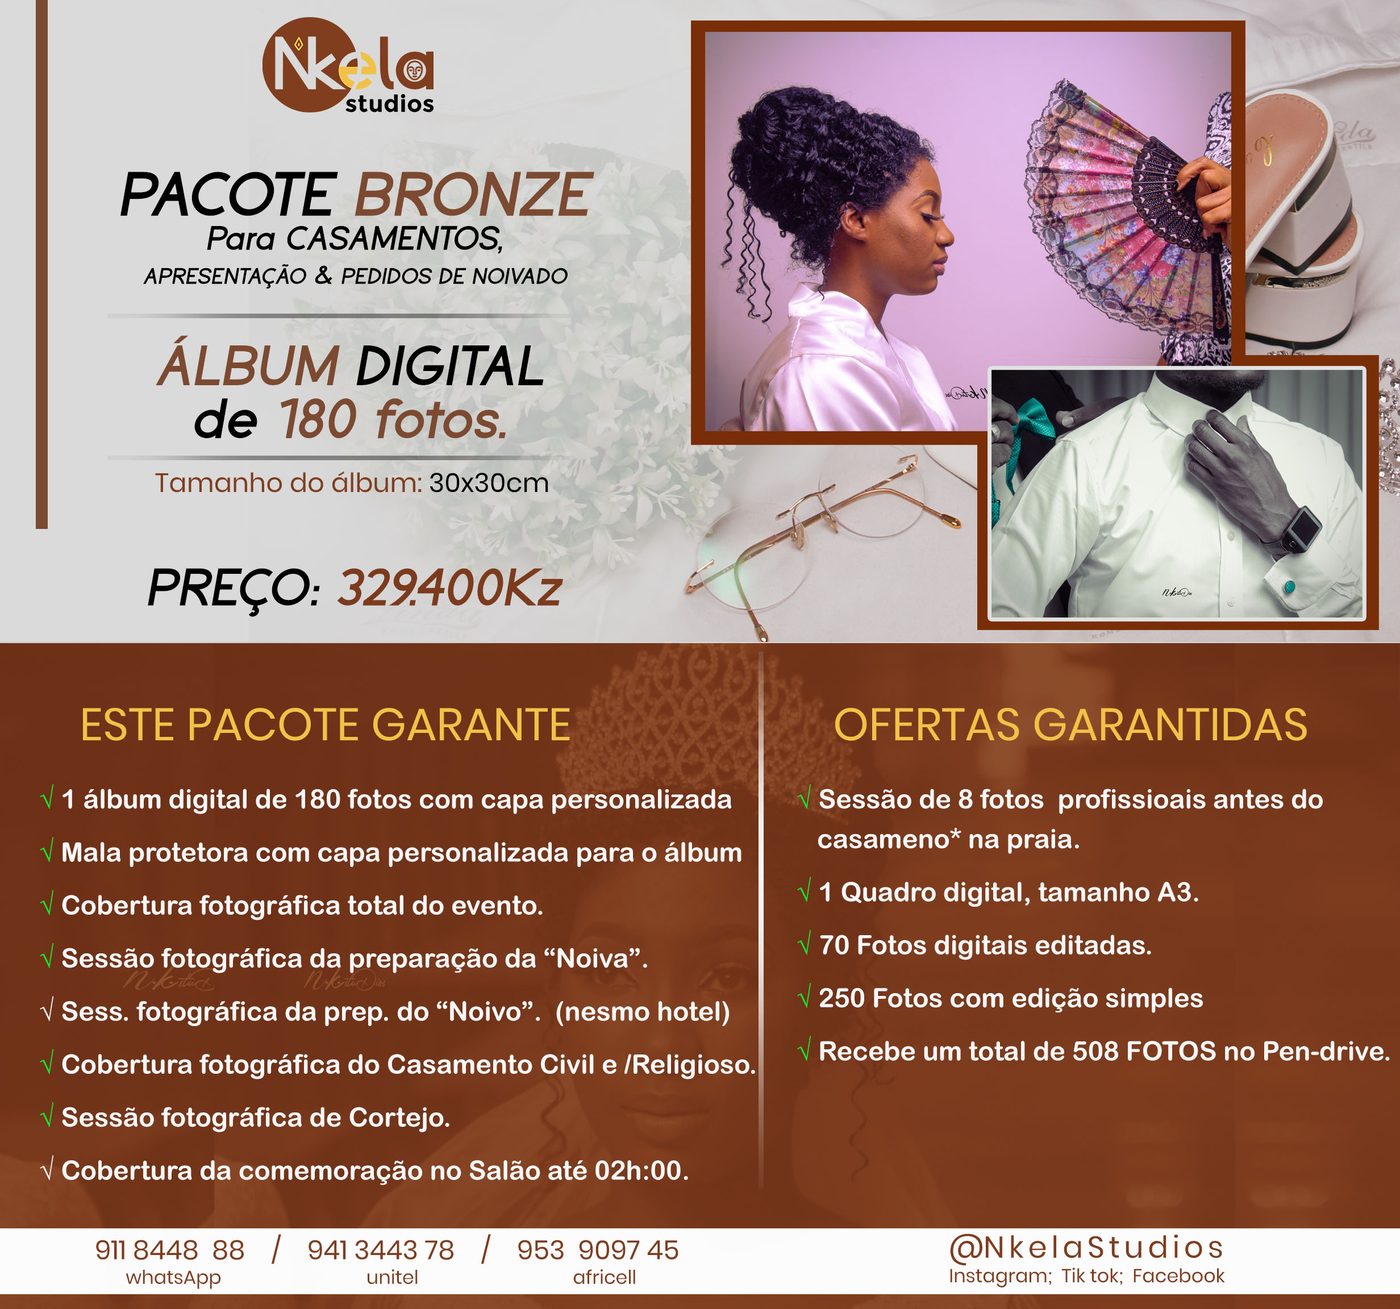 Nkela
studios
PACOTE BRONZE
Para CASAMENTOS,
APRESENTAÇÃO & PEDIDOS DE NOIVADO
ÁLBUM DIGITAL
de 180 fotos.
Tamanho do álbum: 30x30cm
PREÇO: 329.400Kz
ESTE PACOTE GARANTE
√ 1 álbum digital de 180 fotos com capa personalizada
√ Mala protetora com capa personalizada para o álbum
√ Cobertura fotográfica total do evento.
√ Sessão fotográfica da preparação da “Noiva”.
√ Sess. fotográfica da prep. do “Noivo”. (nesmo hotel)
√ Cobertura fotográfica do Casamento Civil e /Religioso.
√ Sessão fotográfica de Cortejo.
√ Cobertura da comemoração no Salão até 02h:00.
OFERTAS GARANTIDAS
√ Sessão de 8 fotos profissioais antes do
casameno* na praia.
√ 1 Quadro digital, tamanho A3.
√ 70 Fotos digitais editadas.
√ 250 Fotos com edição simples
√ Recebe um total de 508 FOTOS no Pen-drive.
911 8448 88 / 941 3443 78 / 953 9097 45
whatsApp unitel africell
@NkelaStudios
Instagram; Tik tok; Facebook